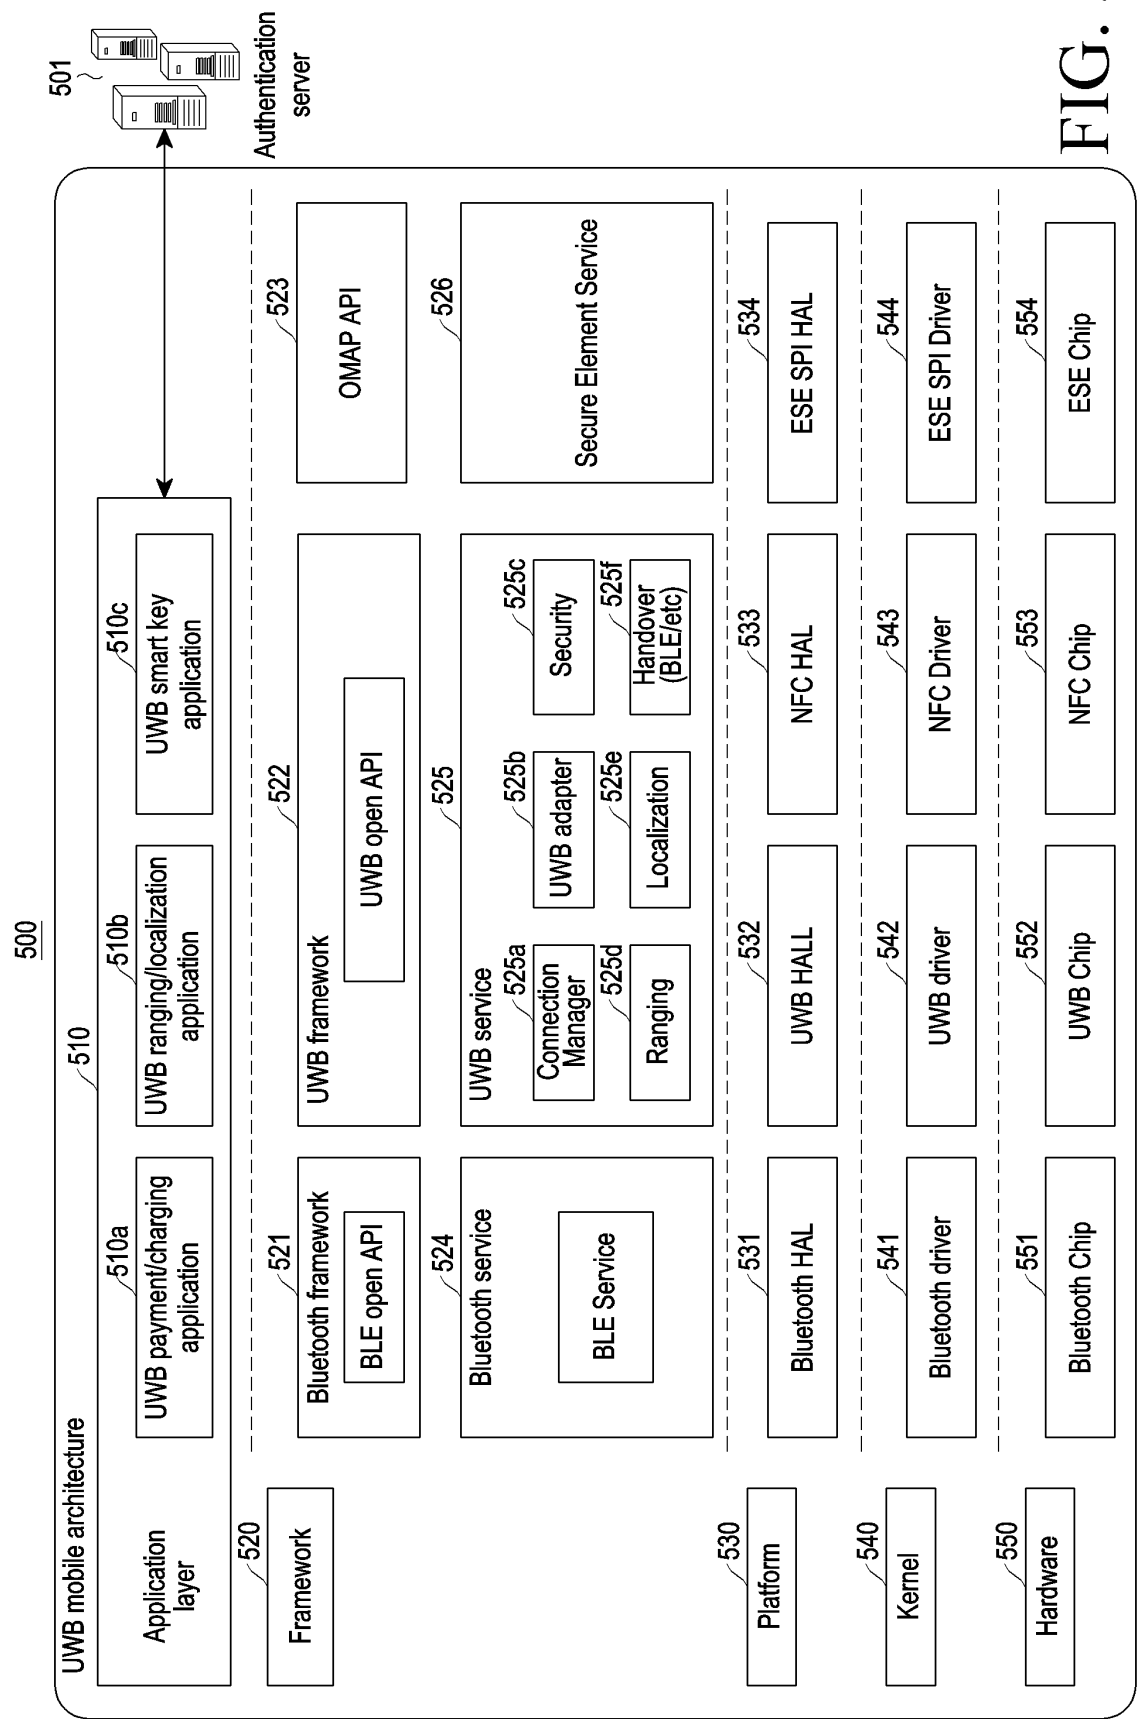 500
UWB mobile architecture
510
501
Application
layer
510a
UWB payment/charging
application
510b
UWB ranging/localization
application
510c
UWB smart key
application
Authentication
server
520
Framework
521
Bluetooth framework
BLE open API
522
UWB framework
UWB open API
523
OMAP API
524
Bluetooth service
BLE Service
525
UWB service
525a
Connection
Manager
525b
UWB adapter
525c
Security
525d
Ranging
525e
Localization
525f
Handover
(BLE/etc)
526
Secure Element Service
530
Platform
531
Bluetooth HAL
532
UWB HALL
533
NFC HAL
534
ESE SPI HAL
540
Kernel
541
Bluetooth driver
542
UWB driver
543
NFC Driver
544
ESE SPI Driver
550
Hardware
551
Bluetooth Chip
552
UWB Chip
553
NFC Chip
554
ESE Chip
FIG.